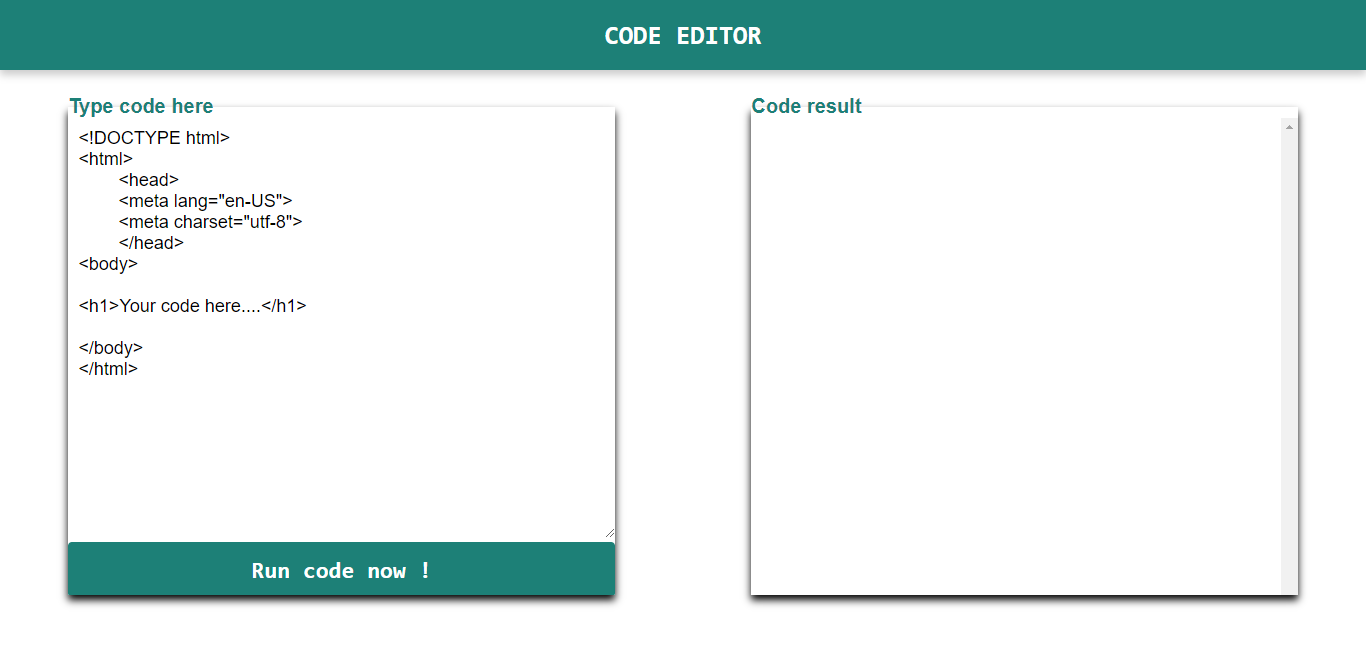 CODE EDITOR
Type code here
<!DOCTYPE html>
<html>
<head>
<meta lang="en-US">
<meta charset="utf-8">
</head>
<body>
<h1>Your code here....</h1>
</body>
</html>
Run code now !
Code result